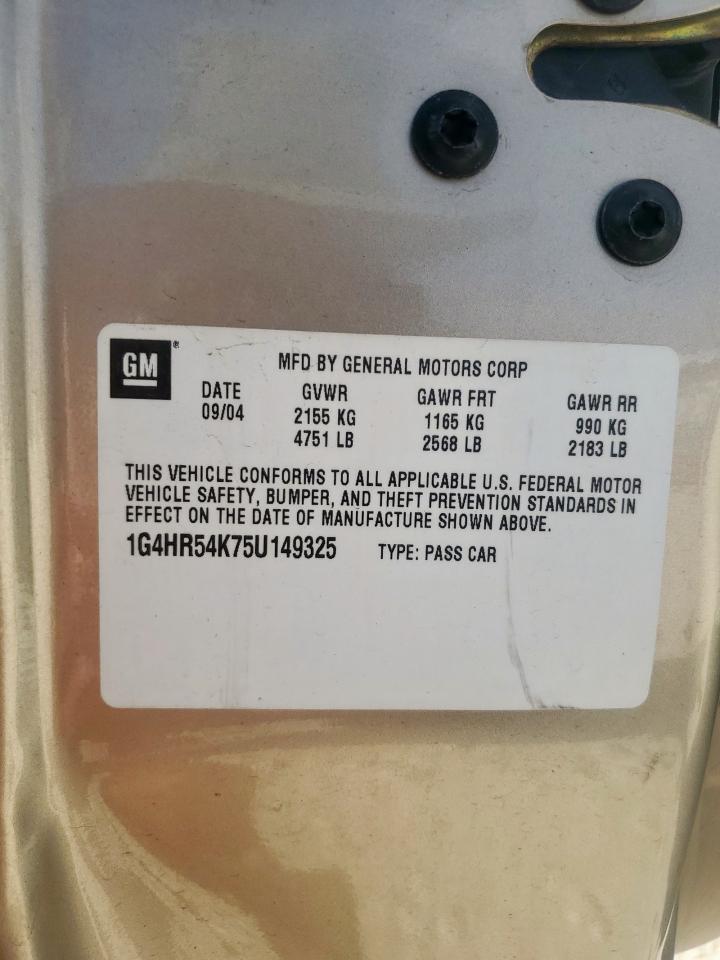 GM®
MFD BY GENERAL MOTORS CORP
DATE GVWR GAWR FRT GAWR RR
09/04 2155 KG 1165 KG 990 KG
4751 LB 2568 LB 2183 LB
THIS VEHICLE CONFORMS TO ALL APPLICABLE U.S. FEDERAL MOTOR
VEHICLE SAFETY, BUMPER, AND THEFT PREVENTION STANDARDS IN
EFFECT ON THE DATE OF MANUFACTURE SHOWN ABOVE.
1G4HR54K75U149325 TYPE: PASS CAR